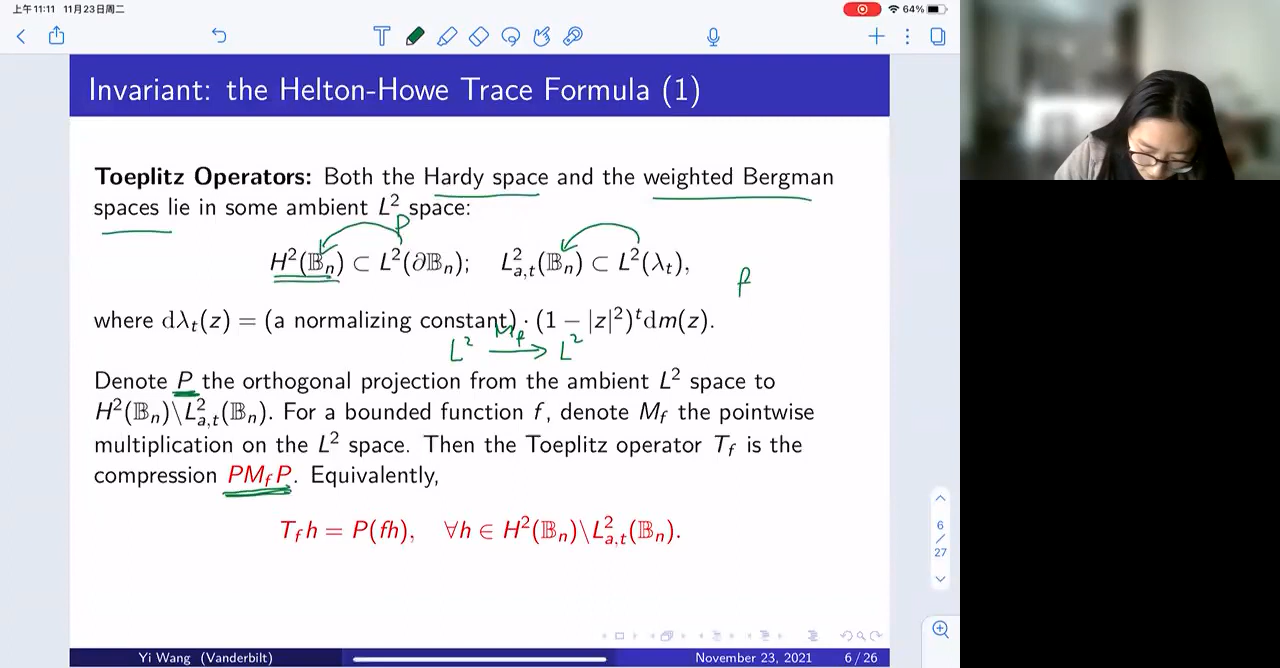 上午11:11 11月23日周二
64%
Invariant: the Helton-Howe Trace Formula (1)
Toeplitz Operators: Both the Hardy space and the weighted Bergman
spaces lie in some ambient L² space:
P
H²(𝔹ₙ) ⊂ L²(∂𝔹ₙ); L²ₐ,ₜ(𝔹ₙ) ⊂ L²(λₜ),
f
where dλₜ(z) = (a normalizing constant) · (1 − |z|²)ᵗdm(z).
L² M_f → L²
Denote P the orthogonal projection from the ambient L² space to
H²(𝔹ₙ)\L²ₐ,ₜ(𝔹ₙ). For a bounded function f, denote M_f the pointwise
multiplication on the L² space. Then the Toeplitz operator T_f is the
compression PM_fP. Equivalently,
T_f h = P(fh), ∀h ∈ H²(𝔹ₙ)\L²ₐ,ₜ(𝔹ₙ).
6
/
27
Yi Wang (Vanderbilt) November 23, 2021 6 / 26